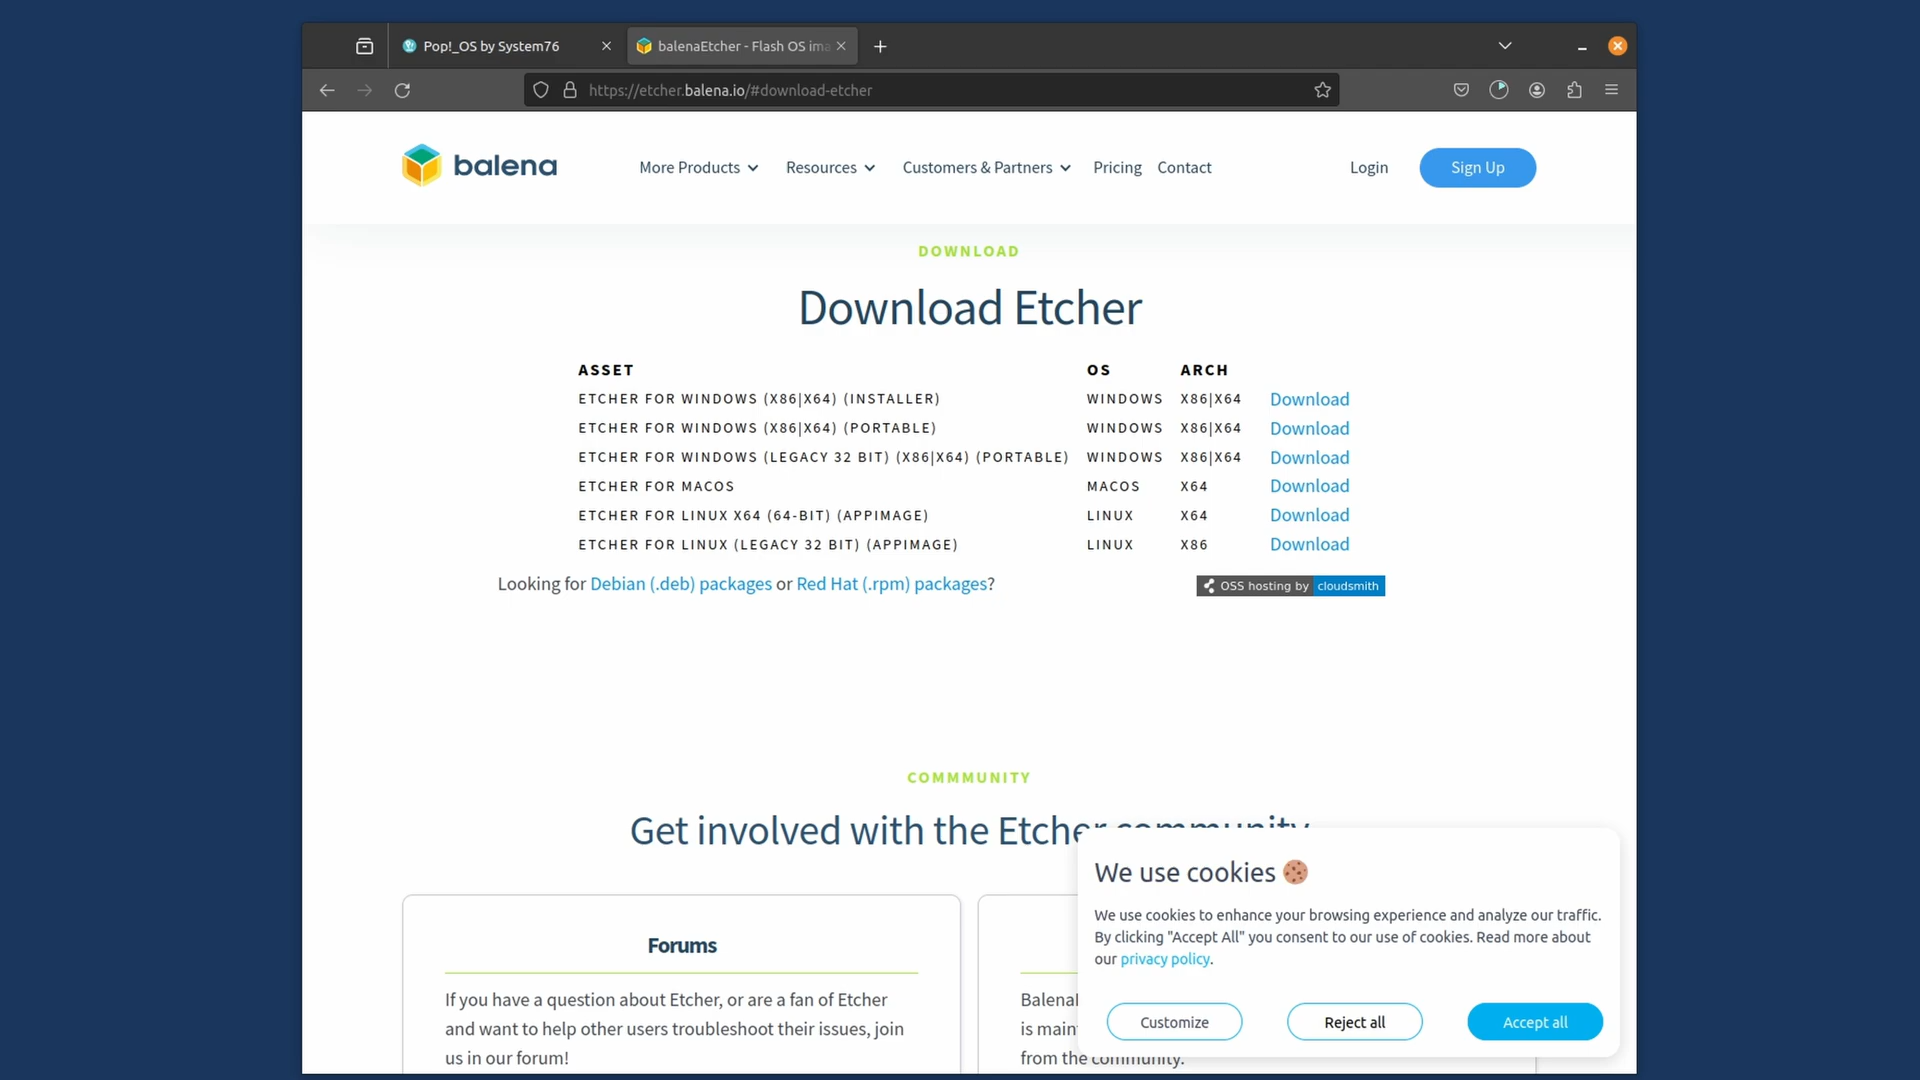 Pop!_OS by System76
balenaEtcher - Flash OS ima
https://etcher.balena.io/#download-etcher
balena
More Products
Resources
Customers & Partners
Pricing
Contact
Login
Sign Up
DOWNLOAD
Download Etcher
ASSET OS ARCH
ETCHER FOR WINDOWS (X86|X64) (INSTALLER) WINDOWS X86|X64 Download
ETCHER FOR WINDOWS (X86|X64) (PORTABLE) WINDOWS X86|X64 Download
ETCHER FOR WINDOWS (LEGACY 32 BIT) (X86|X64) (PORTABLE) WINDOWS X86|X64 Download
ETCHER FOR MACOS MACOS X64 Download
ETCHER FOR LINUX X64 (64-BIT) (APPIMAGE) LINUX X64 Download
ETCHER FOR LINUX (LEGACY 32 BIT) (APPIMAGE) LINUX X86 Download
Looking for Debian (.deb) packages or Red Hat (.rpm) packages?
OSS hosting by cloudsmith
COMMMUNITY
Get involved with the Etcher community
Forums
If you have a question about Etcher, or are a fan of Etcher
and want to help other users troubleshoot their issues, join
us in our forum!
is
from the community.
We use cookies
We use cookies to enhance your browsing experience and analyze our traffic.
By clicking "Accept All" you consent to our use of cookies. Read more about
our privacy policy.
Customize
Reject all
Accept all